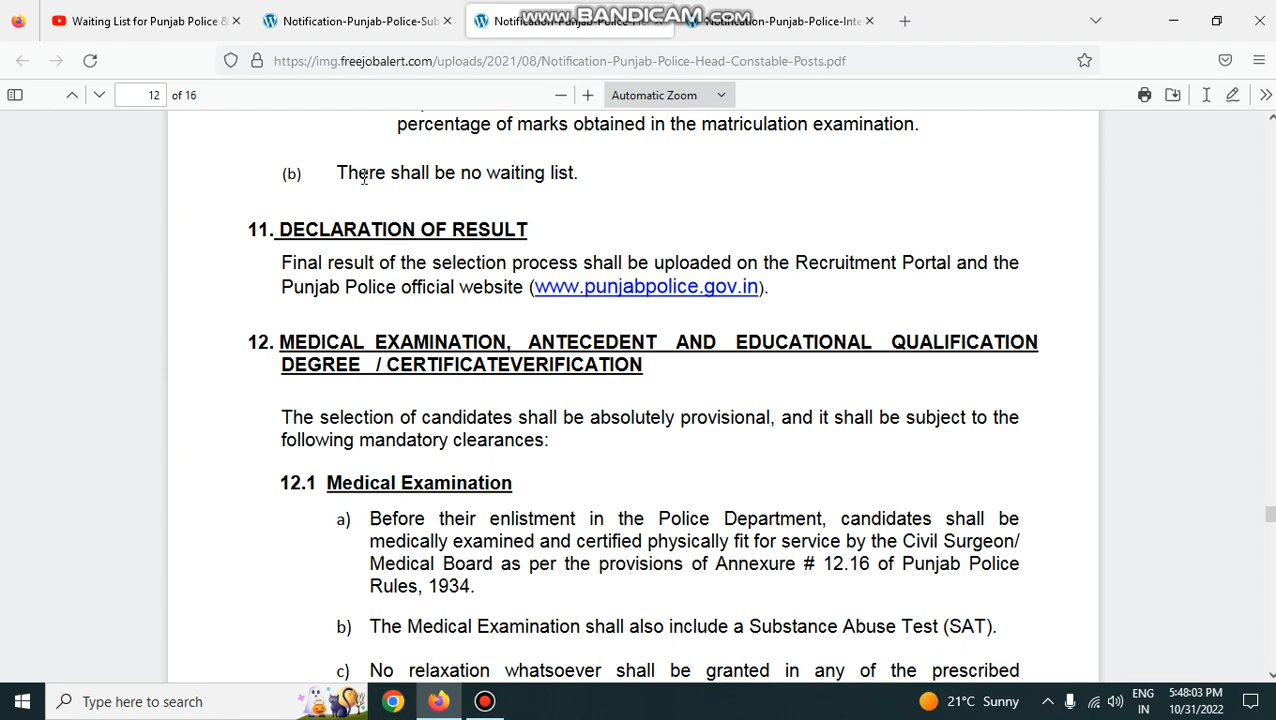 Waiting List for Punjab Police &
Notification-Punjab-Police-Sub
www.BANDICAM.com
Notification-Punjab-Police-Inte
https://img.freejobalert.com/uploads/2021/08/Notification-Punjab-Police-Head-Constable-Posts.pdf
12 of 16
Automatic Zoom
percentage of marks obtained in the matriculation examination.
(b) There shall be no waiting list.
11. DECLARATION OF RESULT
Final result of the selection process shall be uploaded on the Recruitment Portal and the
Punjab Police official website (www.punjabpolice.gov.in).
12. MEDICAL EXAMINATION, ANTECEDENT AND EDUCATIONAL QUALIFICATION
DEGREE / CERTIFICATEVERIFICATION
The selection of candidates shall be absolutely provisional, and it shall be subject to the
following mandatory clearances:
12.1 Medical Examination
a) Before their enlistment in the Police Department, candidates shall be
medically examined and certified physically fit for service by the Civil Surgeon/
Medical Board as per the provisions of Annexure # 12.16 of Punjab Police
Rules, 1934.
b) The Medical Examination shall also include a Substance Abuse Test (SAT).
c) No relaxation whatsoever shall be granted in any of the prescribed
Type here to search
21°C Sunny
ENG
IN
5:48:03 PM
10/31/2022